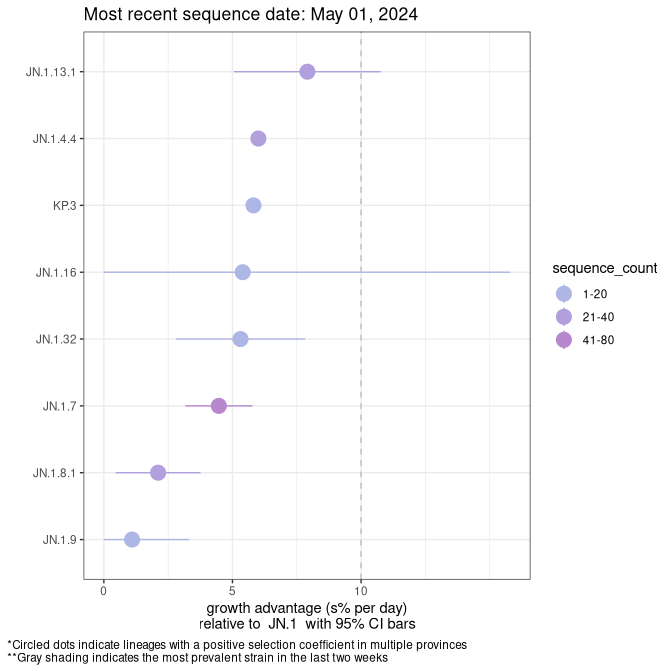 Most recent sequence date: May 01, 2024
JN.1.13.1
JN.1.4.4
KP.3
JN.1.16
JN.1.32
JN.1.7
JN.1.8.1
JN.1.9
0 5 10
growth advantage (s% per day)
relative to JN.1 with 95% CI bars
sequence_count
1-20
21-40
41-80
*Circled dots indicate lineages with a positive selection coefficient in multiple provinces
**Gray shading indicates the most prevalent strain in the last two weeks